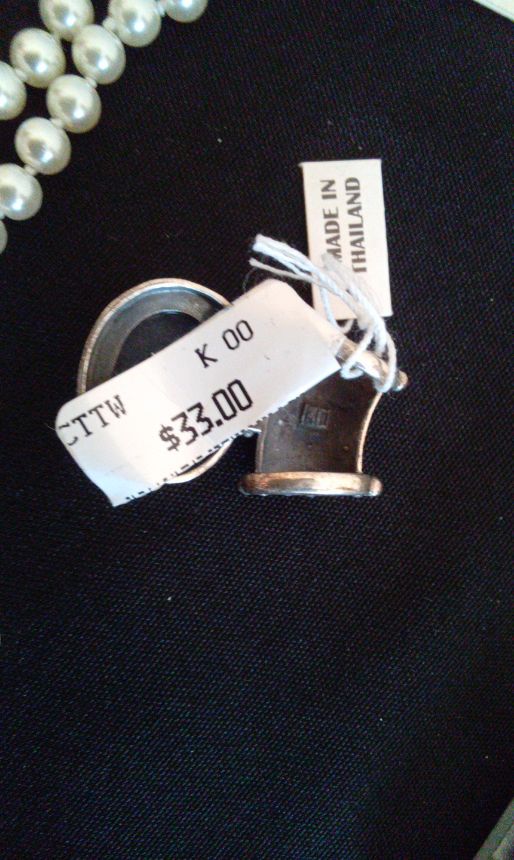 MADE IN
THAILAND
K 00
CTTW
$33.00